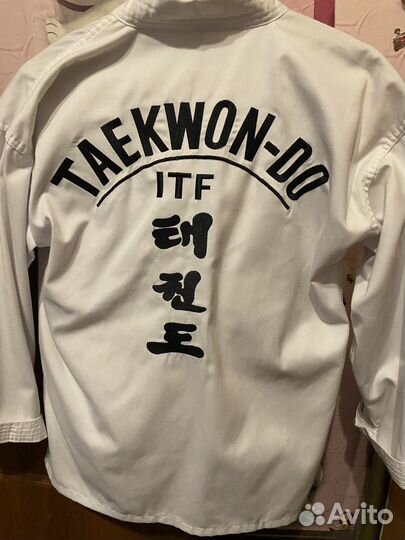 TAEKWON-DO
ITF
태
권
도
Avito